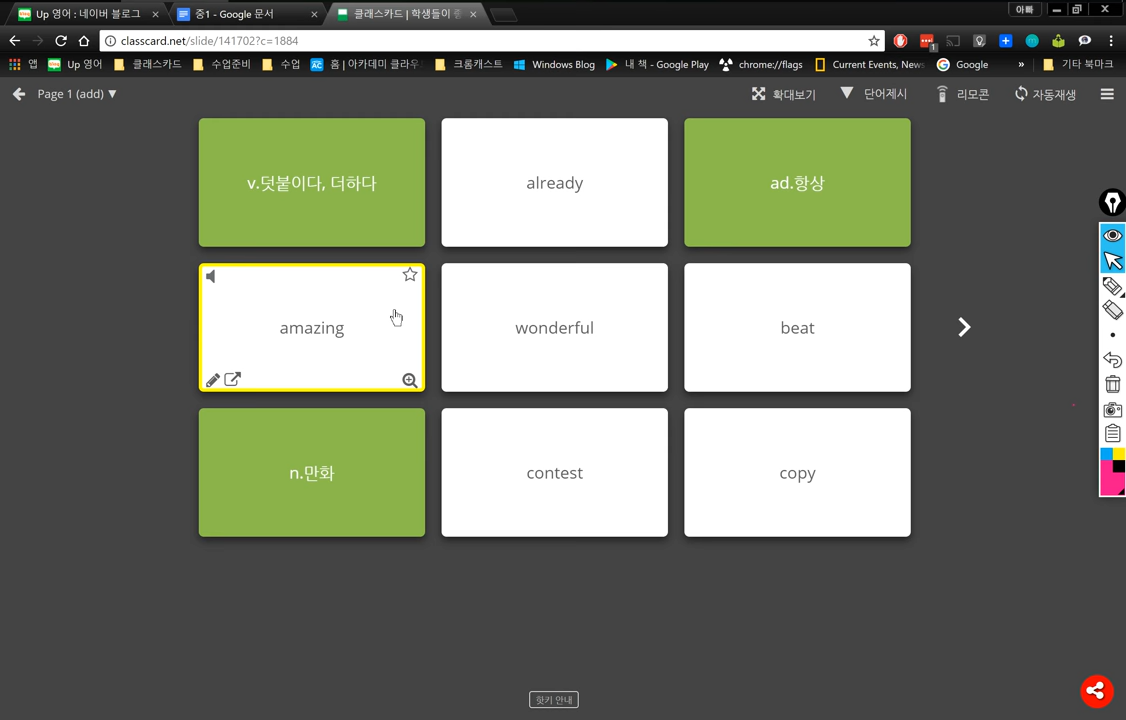 Up 영어 : 네이버 블로그
중1 - Google 문서
클래스카드 | 학생들이 즐
아빠
classcard.net/slide/141702?c=1884
1
앱
Up 영어
클래스카드
수업준비
수업
홈 | 아카데미 클라우
크롬캐스트
Windows Blog
내 책 - Google Play
chrome://flags
Current Events, News
Google
»
기타 북마크
Page 1 (add) ▼
확대보기
단어제시
리모콘
자동재생
v.덧붙이다, 더하다
already
ad.항상
amazing
wonderful
beat
n.만화
contest
copy
핫키 안내